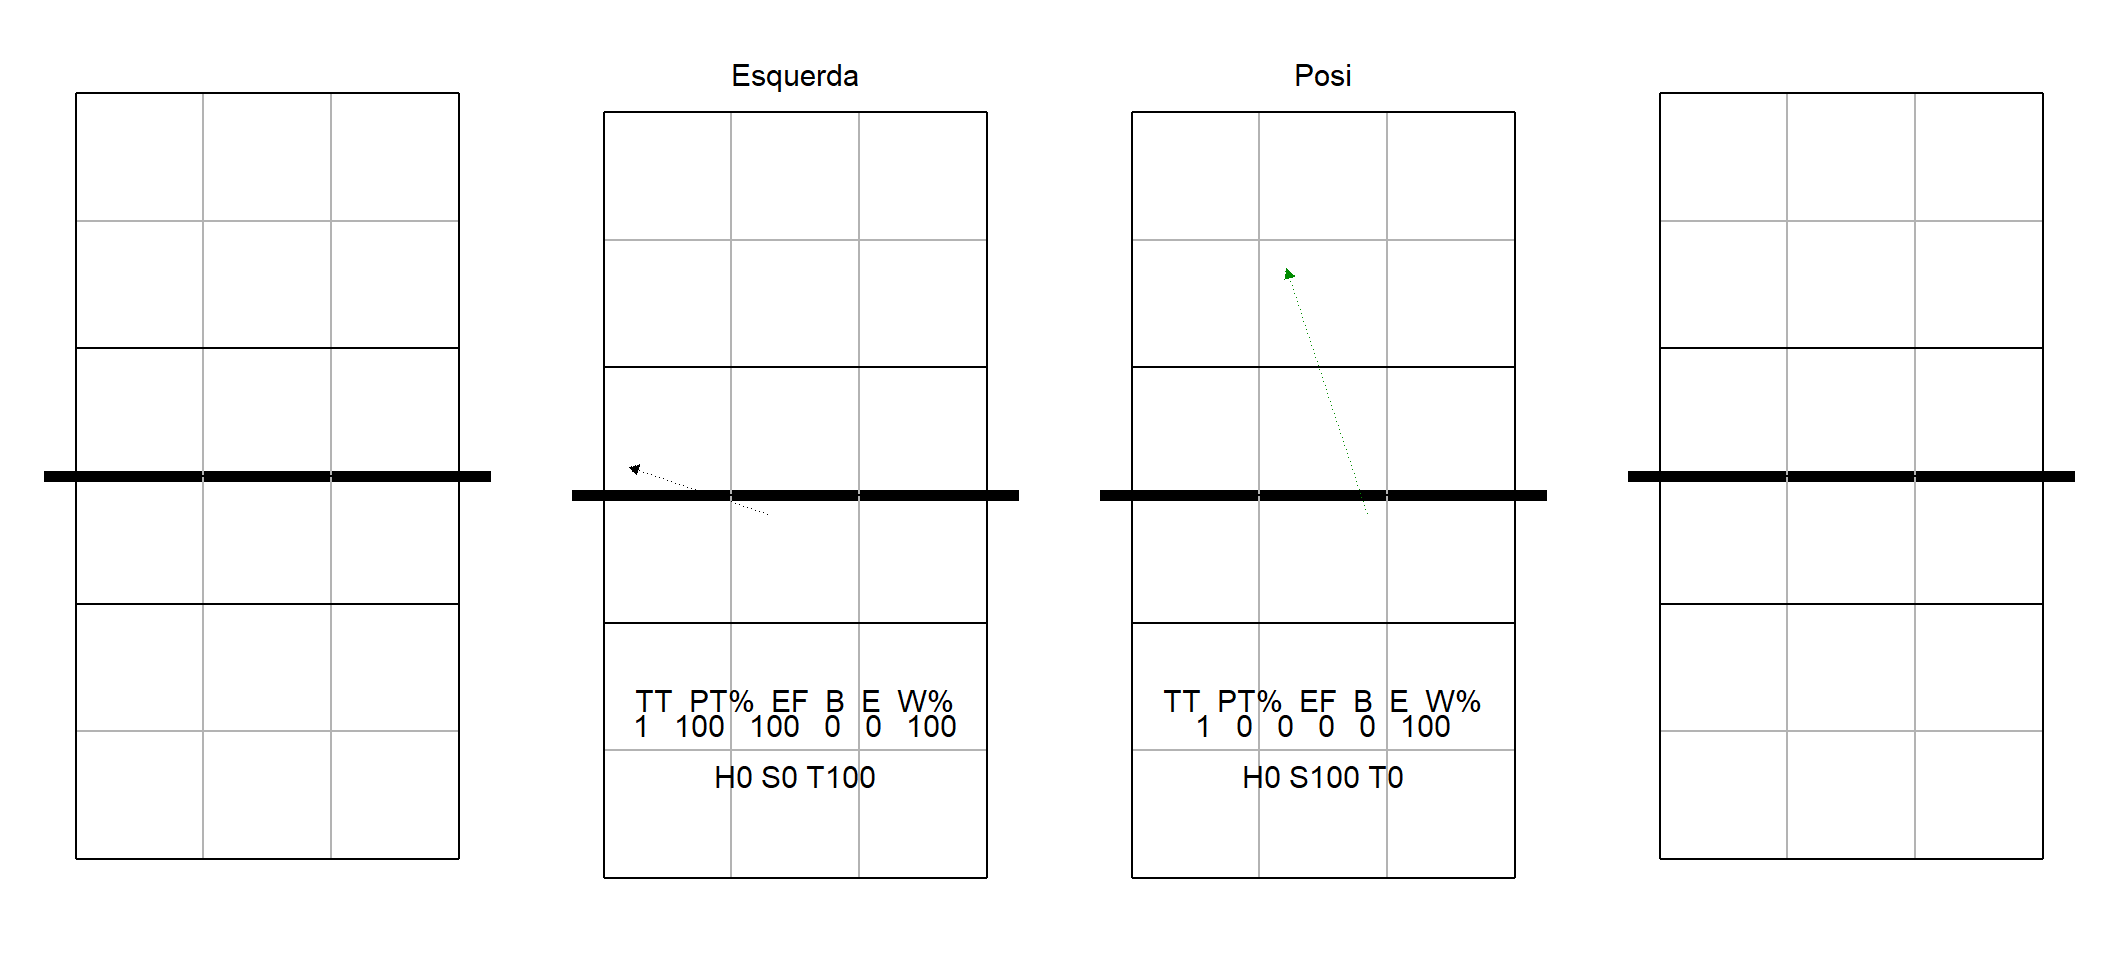 Esquerda
TT PT% EF B E W%
1 100 100 0 0 100
H0 S0 T100
Posi
TT PT% EF B E W%
1 0 0 0 0 100
H0 S100 T0